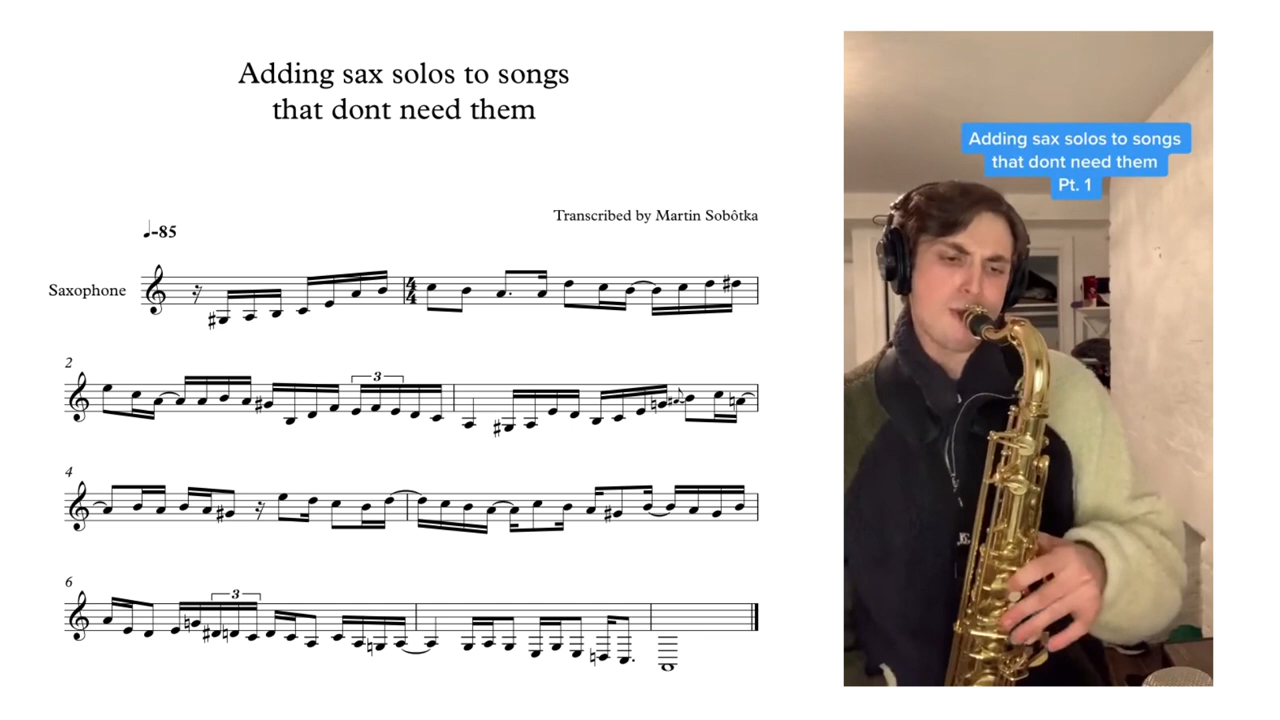 Adding sax solos to songs
that dont need them
Transcribed by Martin Sobôtka
♩-85
Saxophone
4
4
2
3
4
6
3
Adding sax solos to songs
that dont need them
Pt. 1